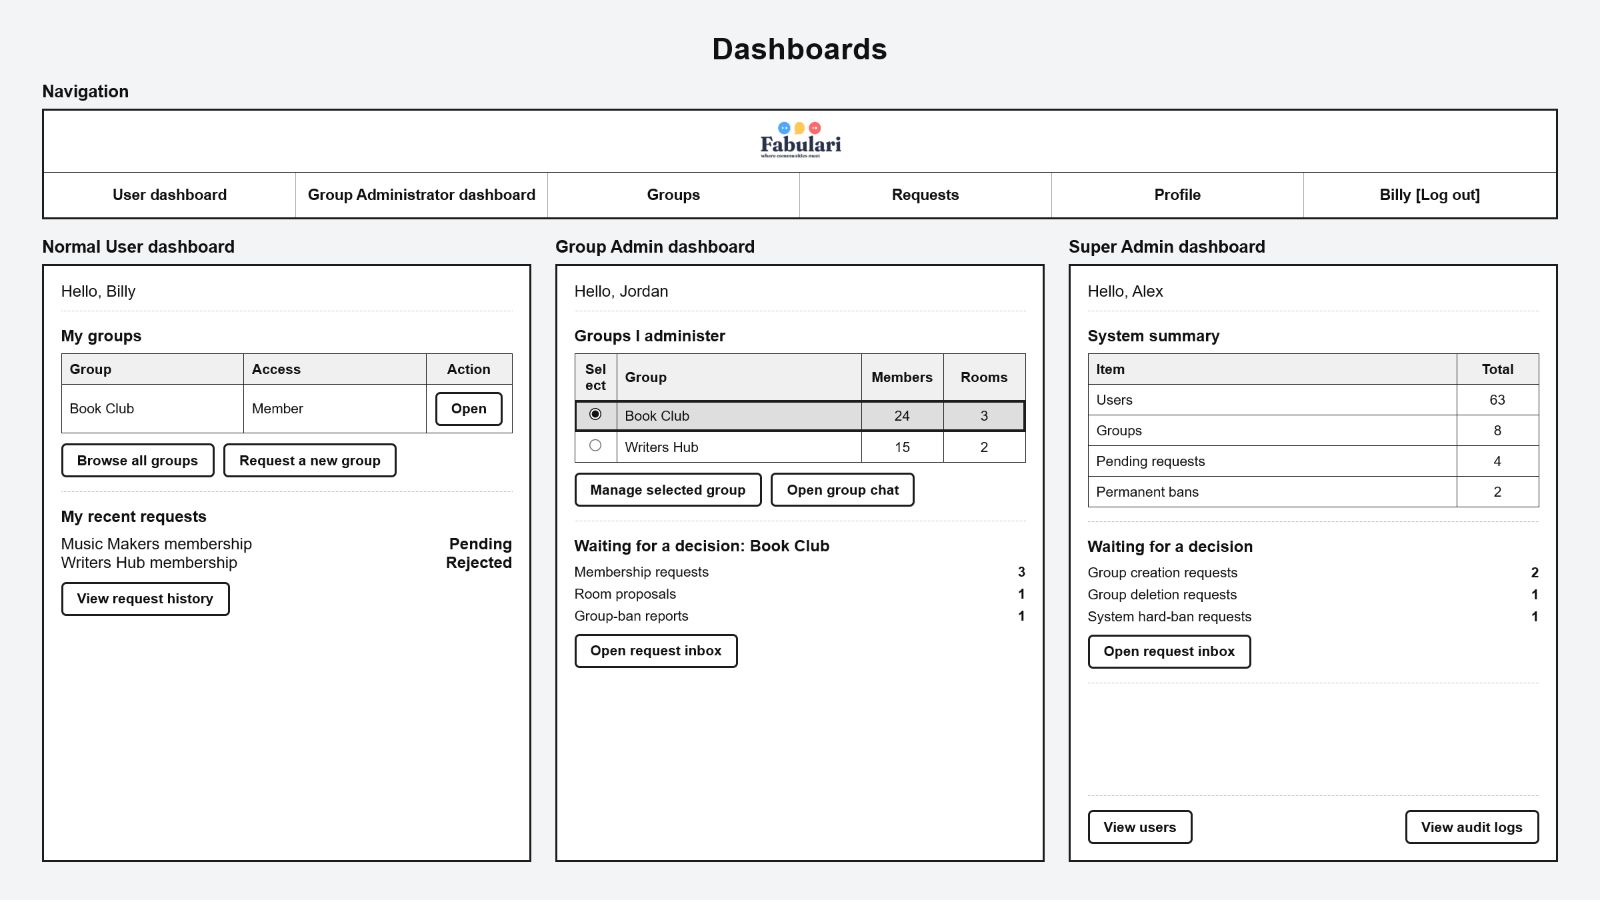 Dashboards
Navigation
Fabulari
where communities meet
User dashboard
Group Administrator dashboard
Groups
Requests
Profile
Billy [Log out]
Normal User dashboard
Hello, Billy
My groups
Group Access Action
Book Club Member Open
Browse all groups Request a new group
My recent requests
Music Makers membership Pending
Writers Hub membership Rejected
View request history
Group Admin dashboard
Hello, Jordan
Groups I administer
Sel
ect
Group Members Rooms
Book Club 24 3
Writers Hub 15 2
Manage selected group Open group chat
Waiting for a decision: Book Club
Membership requests 3
Room proposals 1
Group-ban reports 1
Open request inbox
Super Admin dashboard
Hello, Alex
System summary
Item Total
Users 63
Groups 8
Pending requests 4
Permanent bans 2
Waiting for a decision
Group creation requests 2
Group deletion requests 1
System hard-ban requests 1
Open request inbox
View users View audit logs